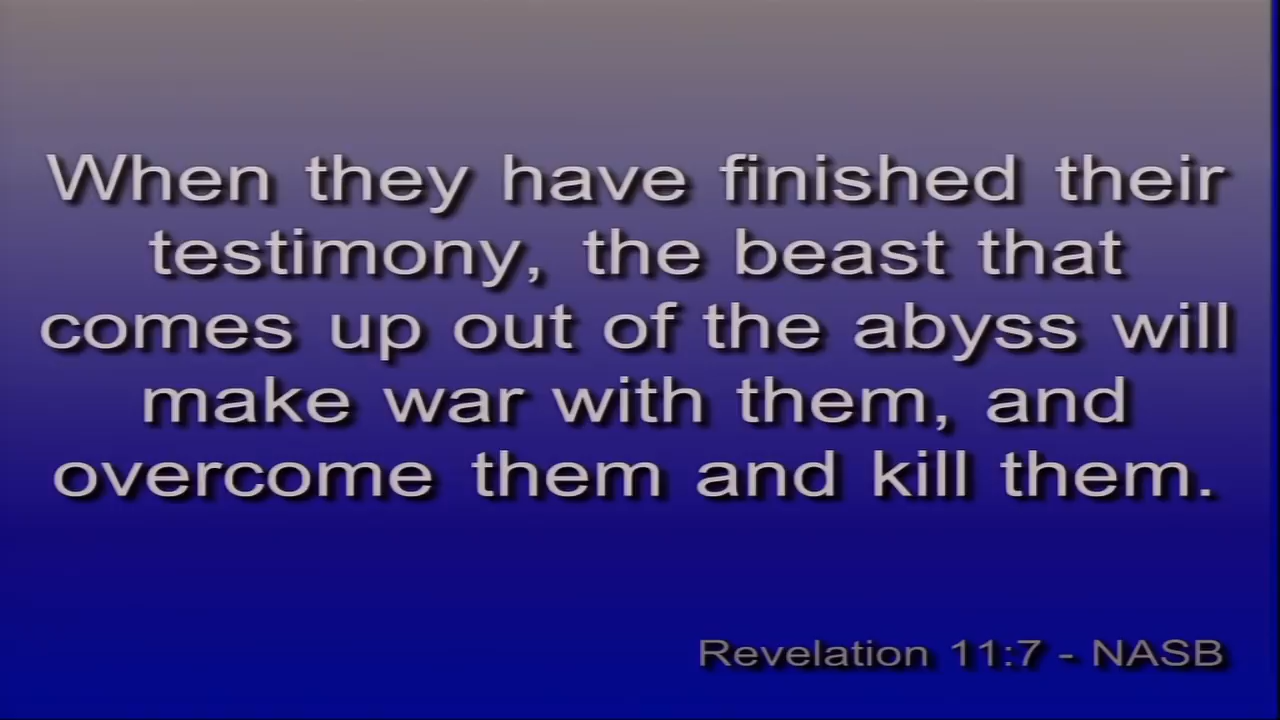 When they have finished their
testimony, the beast that
comes up out of the abyss will
make war with them, and
overcome them and kill them.
Revelation 11:7 - NASB